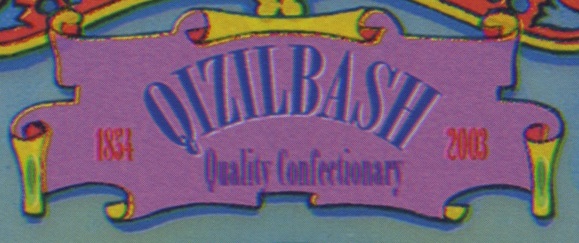 QIZILBASH
1854 2003
Quality Confectionary